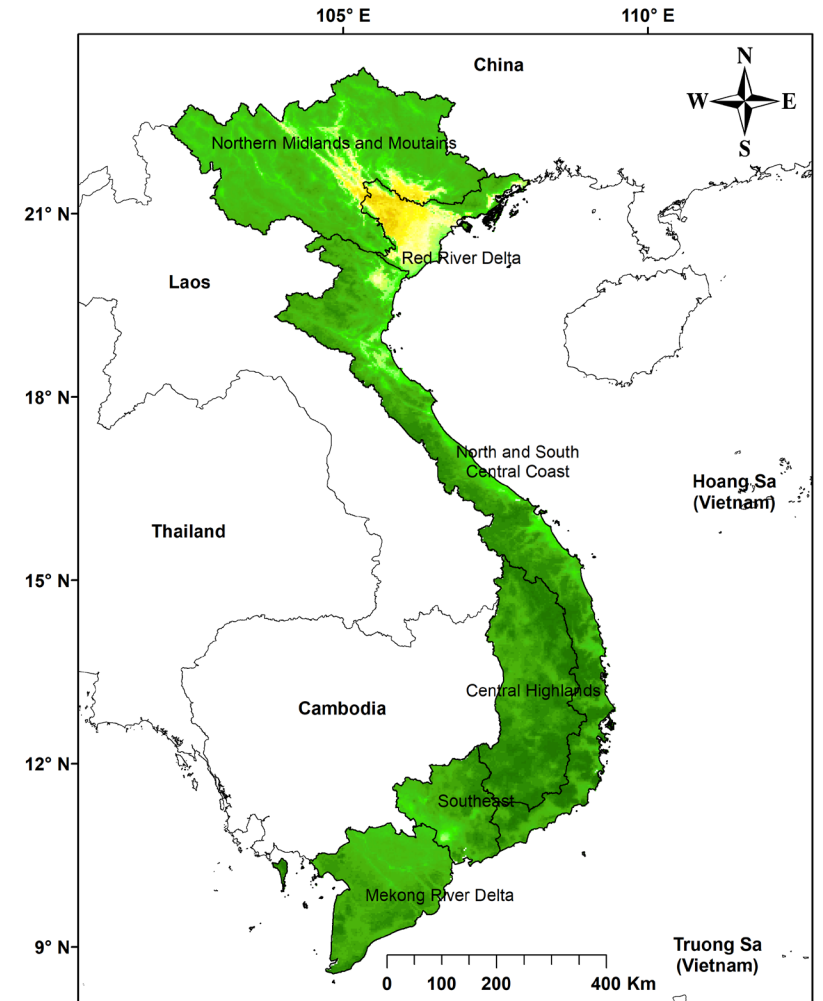 105° E
110° E
China
N
W
E
S
Northern Midlands and Moutains
21° N
Red River Delta
Laos
18° N
North and South
Central Coast
Hoang Sa
(Vietnam)
Thailand
15° N
Central Highlands
Cambodia
12° N
Southeast
Mekong River Delta
9° N
Truong Sa
(Vietnam)
0 100 200 400 Km